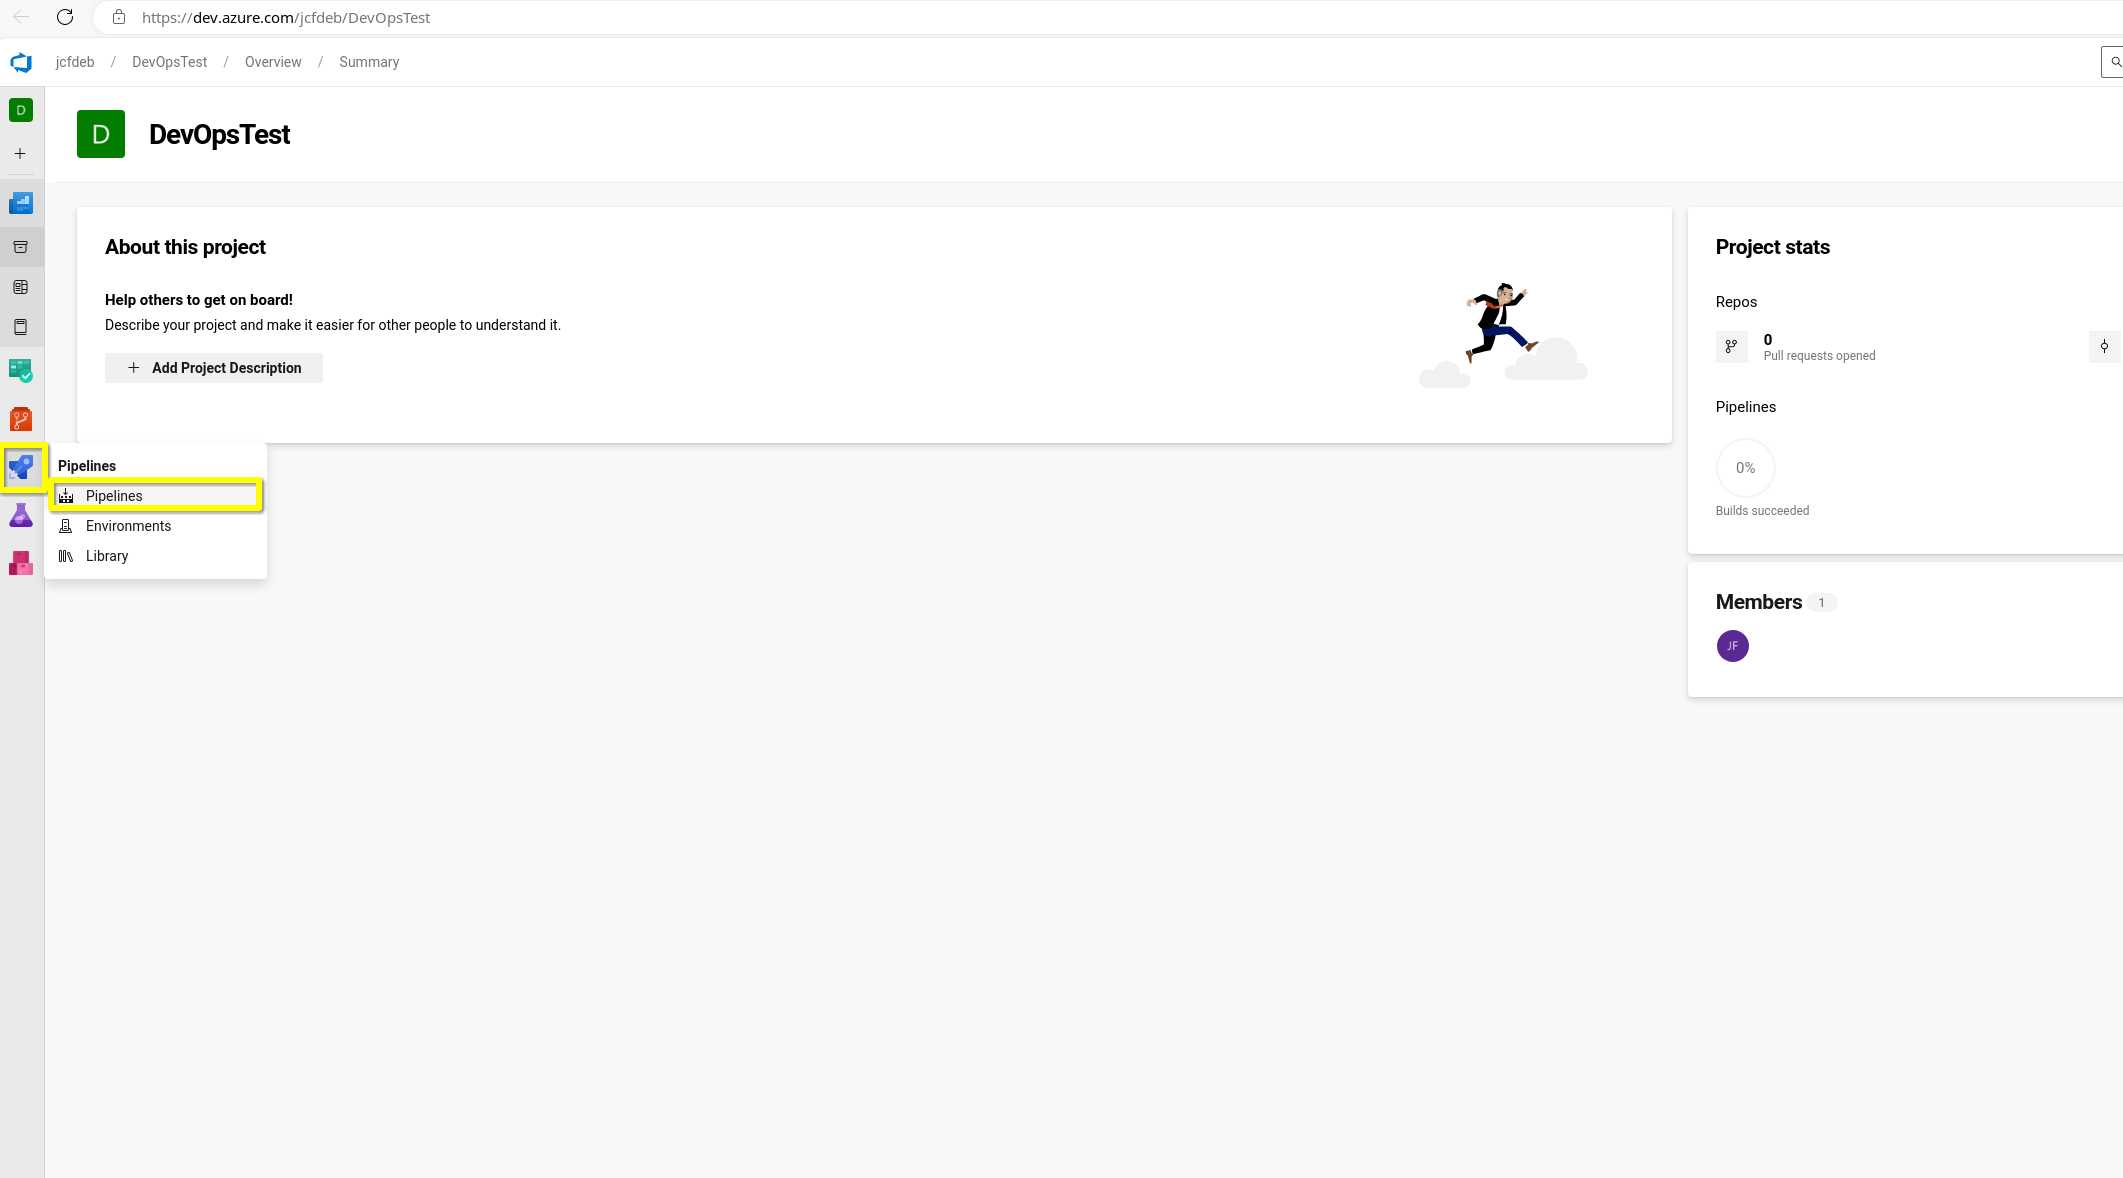 https://dev.azure.com/jcfdeb/DevOpsTest
jcfdeb / DevOpsTest / Overview / Summary
D
D DevOpsTest
About this project
Help others to get on board!
Describe your project and make it easier for other people to understand it.
+ Add Project Description
Pipelines
Pipelines
Environments
Library
Project stats
Repos
0
Pull requests opened
Pipelines
0%
Builds succeeded
Members 1
JF